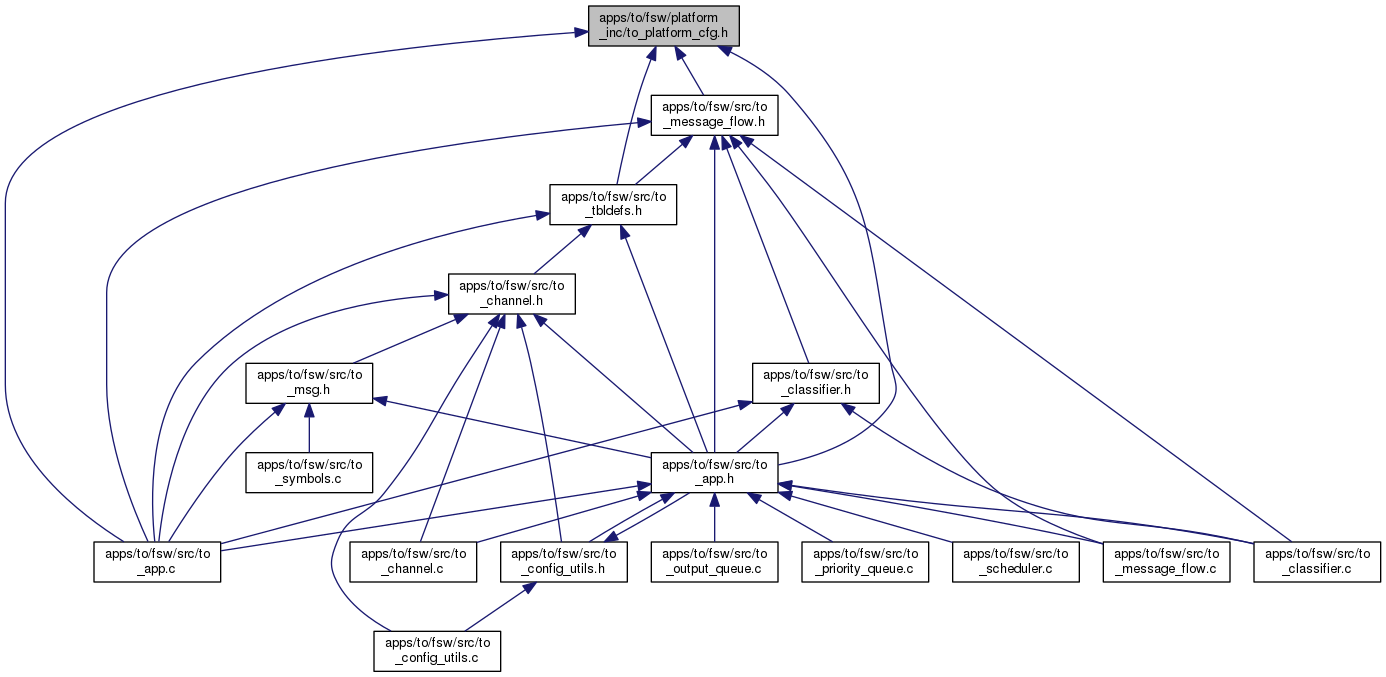 apps/to/fsw/platform
_inc/to_platform_cfg.h
apps/to/fsw/src/to
_message_flow.h
apps/to/fsw/src/to
_tbldefs.h
apps/to/fsw/src/to
_channel.h
apps/to/fsw/src/to
_msg.h
apps/to/fsw/src/to
_classifier.h
apps/to/fsw/src/to
_symbols.c
apps/to/fsw/src/to
_app.h
apps/to/fsw/src/to
_app.c
apps/to/fsw/src/to
_channel.c
apps/to/fsw/src/to
_config_utils.h
apps/to/fsw/src/to
_output_queue.c
apps/to/fsw/src/to
_priority_queue.c
apps/to/fsw/src/to
_scheduler.c
apps/to/fsw/src/to
_message_flow.c
apps/to/fsw/src/to
_classifier.c
apps/to/fsw/src/to
_config_utils.c